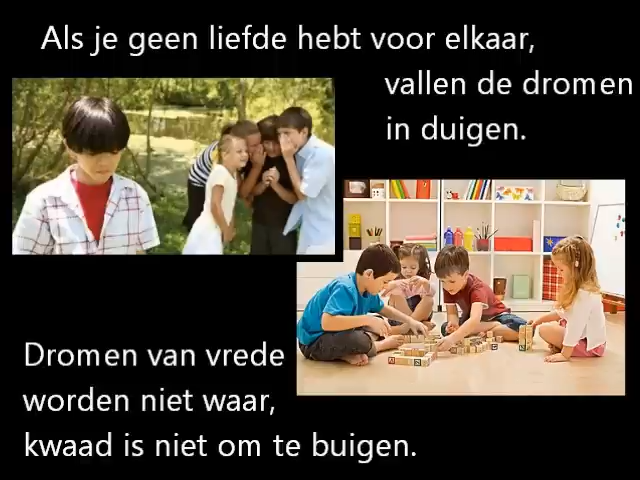 Als je geen liefde hebt voor elkaar,
vallen de dromen
in duigen.
Dromen van vrede
worden niet waar,
kwaad is niet om te buigen.